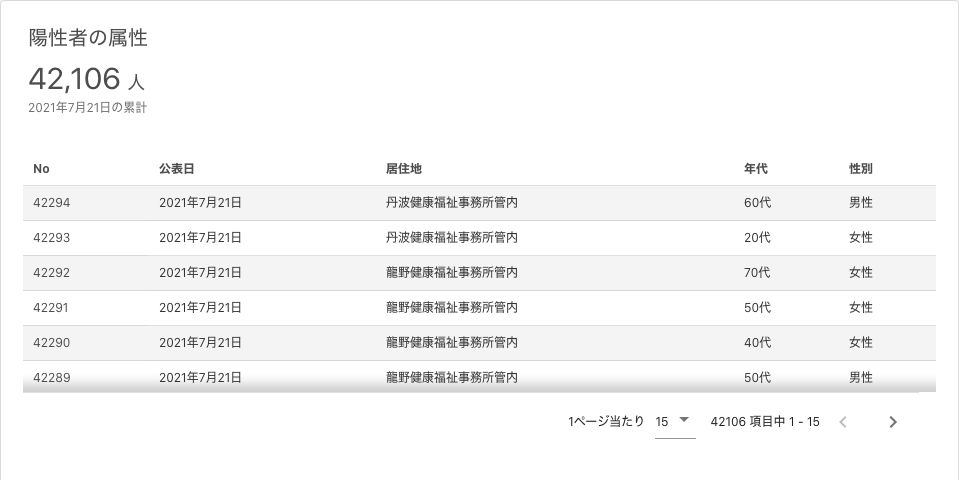 陽性者の属性
42,106 人
2021年7月21日の累計
No 公表日 居住地 年代 性別
42294 2021年7月21日 丹波健康福祉事務所管内 60代 男性
42293 2021年7月21日 丹波健康福祉事務所管内 20代 女性
42292 2021年7月21日 龍野健康福祉事務所管内 70代 女性
42291 2021年7月21日 龍野健康福祉事務所管内 50代 女性
42290 2021年7月21日 龍野健康福祉事務所管内 40代 女性
42289 2021年7月21日 龍野健康福祉事務所管内 50代 男性
1ページ当たり 15 42106 項目中 1 - 15